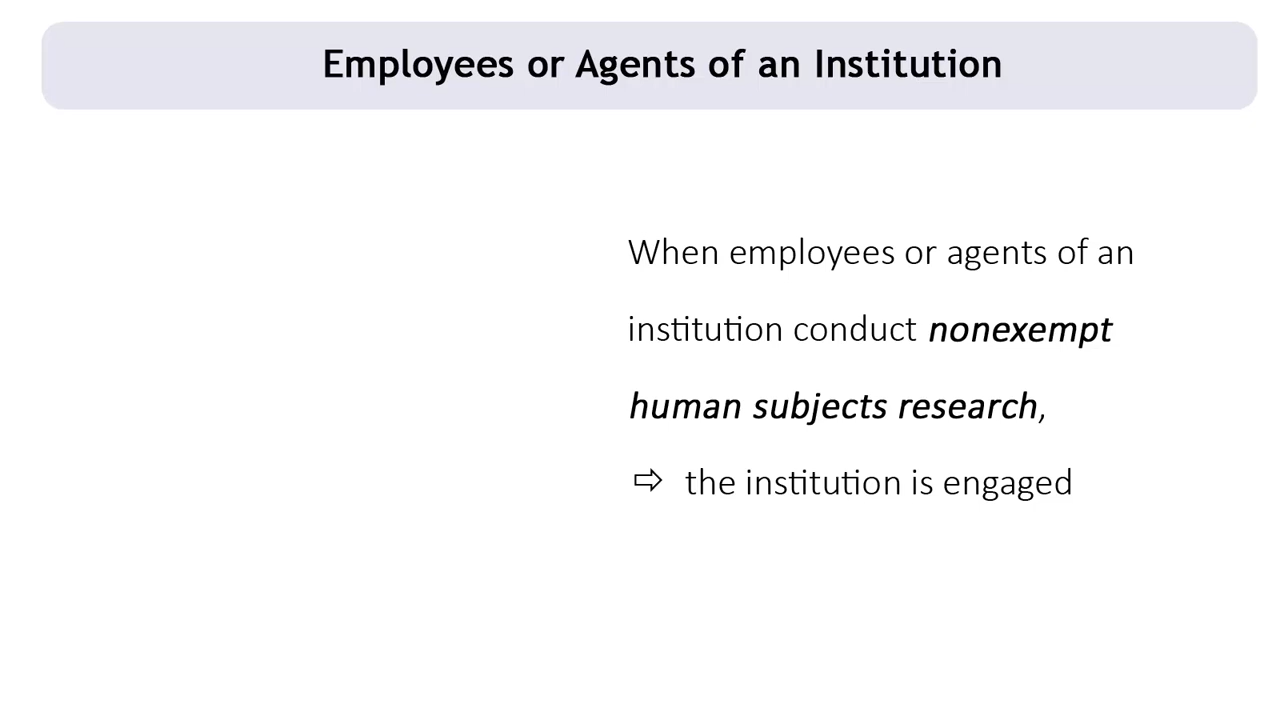 Employees or Agents of an Institution
When employees or agents of an
institution conduct nonexempt
human subjects research,
⇨ the institution is engaged